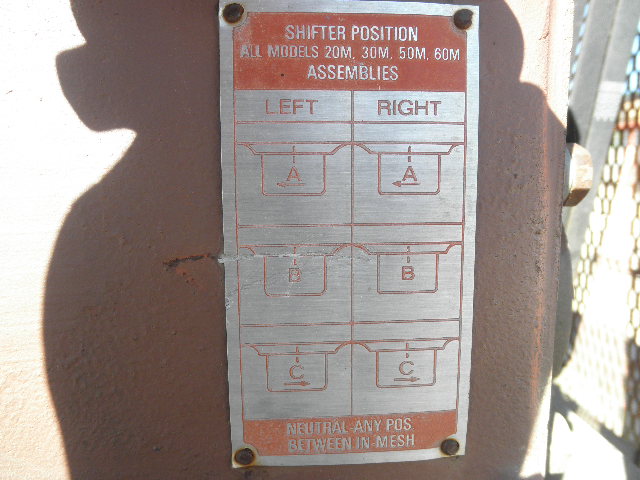 SHIFTER POSITION
ALL MODELS 20M, 30M, 50M, 60M
ASSEMBLIES
LEFT RIGHT
A A
B B
C C
NEUTRAL-ANY POS.
BETWEEN IN-MESH